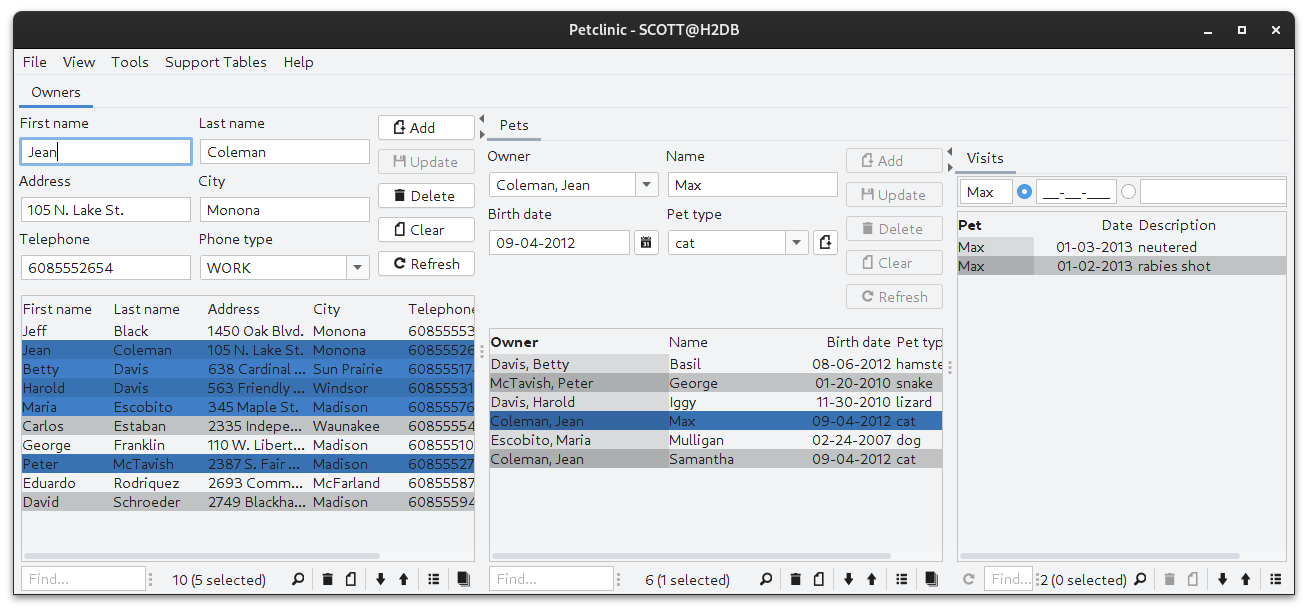 Petclinic - SCOTT@H2DB
File View Tools Support Tables Help
Owners
First name Last name
Jean Coleman
Address City
105 N. Lake St. Monona
Telephone Phone type
6085552654 WORK
Add
Update
Delete
Clear
Refresh
First name Last name Address City Telephone
Jeff Black 1450 Oak Blvd. Monona 60855553
Jean Coleman 105 N. Lake St. Monona 60855526
Betty Davis 638 Cardinal ... Sun Prairie 60855517
Harold Davis 563 Friendly ... Windsor 60855531
Maria Escobito 345 Maple St. Madison 60855576
Carlos Estaban 2335 Indepe... Waunakee 60855554
George Franklin 110 W. Libert... Madison 60855510
Peter McTavish 2387 S. Fair ... Madison 60855527
Eduardo Rodriquez 2693 Comm... McFarland 60855587
David Schroeder 2749 Blackha... Madison 60855594
Find... 10 (5 selected)
Pets
Owner Name
Coleman, Jean Max
Birth date Pet type
09-04-2012 cat
Add
Update
Delete
Clear
Refresh
Owner Name Birth date Pet typ
Davis, Betty Basil 08-06-2012 hamste
McTavish, Peter George 01-20-2010 snake
Davis, Harold Iggy 11-30-2010 lizard
Coleman, Jean Max 09-04-2012 cat
Escobito, Maria Mulligan 02-24-2007 dog
Coleman, Jean Samantha 09-04-2012 cat
Find... 6 (1 selected)
Visits
Max __-__-____
Pet Date Description
Max 01-03-2013 neutered
Max 01-02-2013 rabies shot
Find... 2 (0 selected)